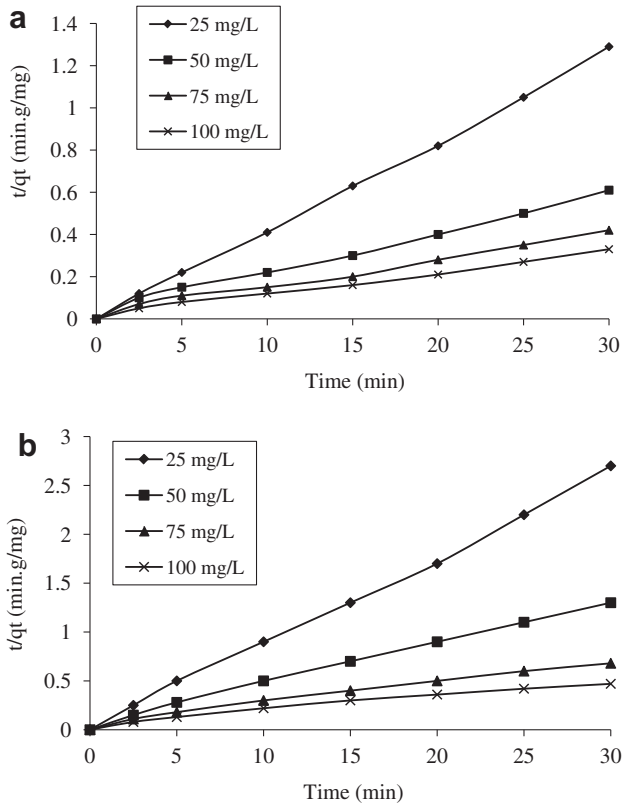 a
25 mg/L
50 mg/L
75 mg/L
100 mg/L
t/qt (min.g/mg)
1.4
1.2
1
0.8
0.6
0.4
0.2
0
0 5 10 15 20 25 30
Time (min)
b
25 mg/L
50 mg/L
75 mg/L
100 mg/L
t/qt (min.g/mg)
3
2.5
2
1.5
1
0.5
0
0 5 10 15 20 25 30
Time (min)